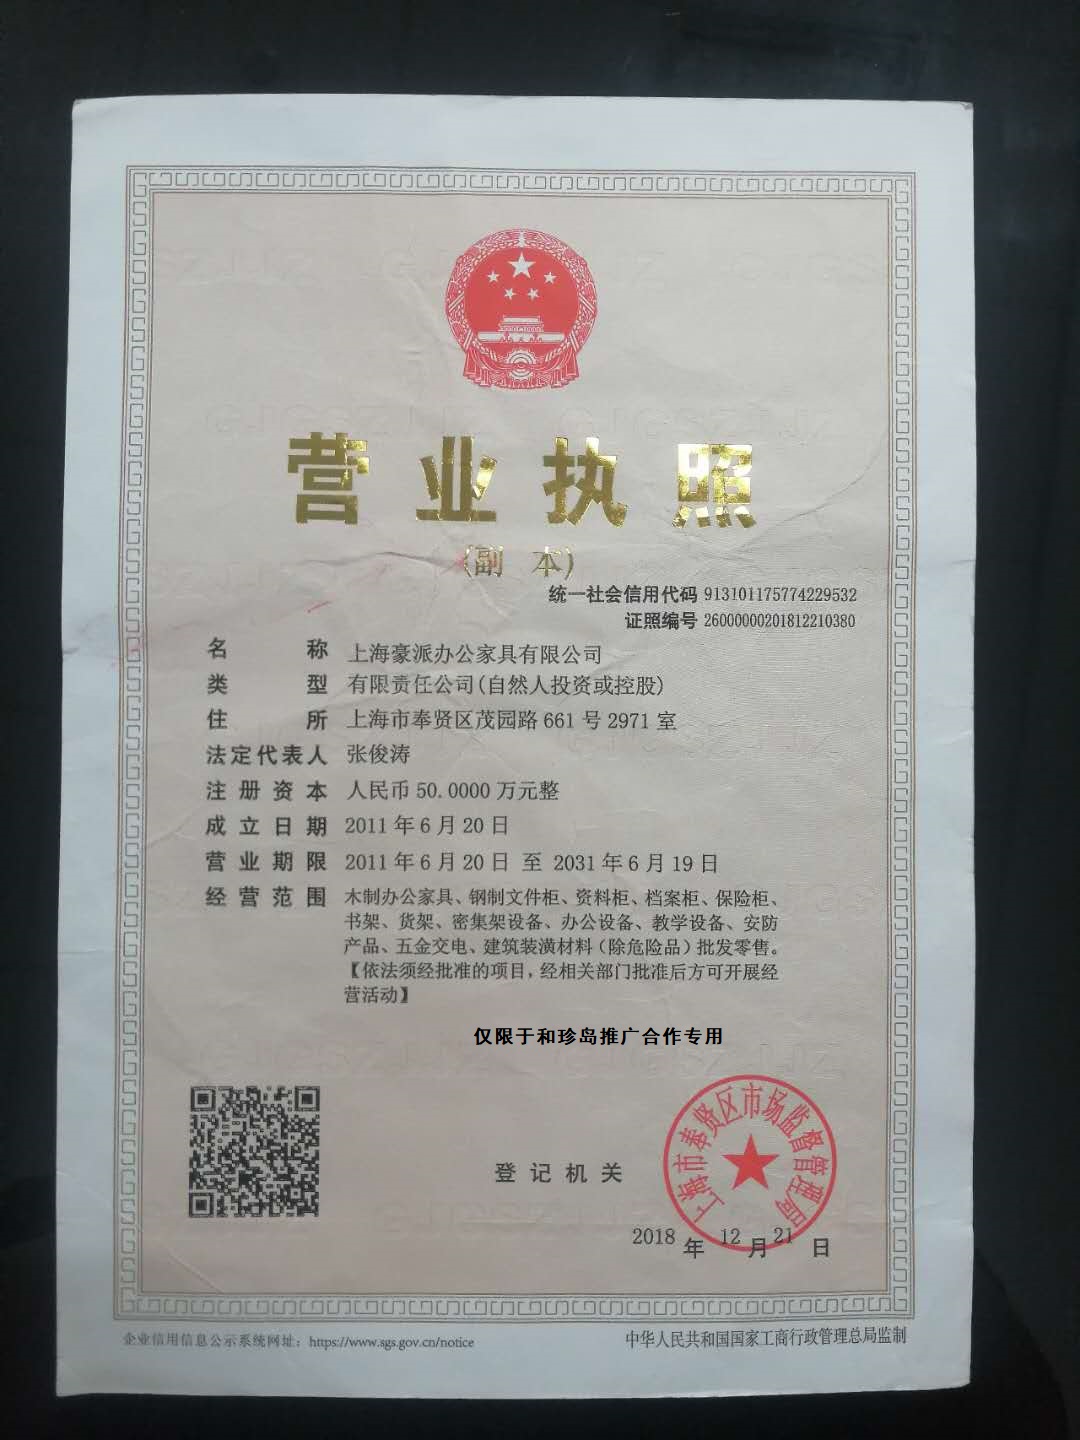 营业执照
(副 本)
统一社会信用代码 913101175774229532
证照编号 26000000201812210380
名 称 上海豪派办公家具有限公司
类 型 有限责任公司(自然人投资或控股)
住 所 上海市奉贤区茂园路661号2971室
法定代表人 张俊涛
注册资本 人民币50.0000万元整
成立日期 2011年6月20日
营业期限 2011年6月20日 至 2031年6月19日
经营范围 木制办公家具、钢制文件柜、资料柜、档案柜、保险柜、
书架、货架、密集架设备、办公设备、教学设备、安防
产品、五金交电、建筑装潢材料(除危险品)批发零售。
【依法须经批准的项目,经相关部门批准后方可开展经
营活动】
仅限于和珍岛推广合作专用
登记机关
上海市奉贤区市场监督管理局
2018年12月21日
企业信用信息公示系统网址：https://www.sgs.gov.cn/notice
中华人民共和国国家工商行政管理总局监制